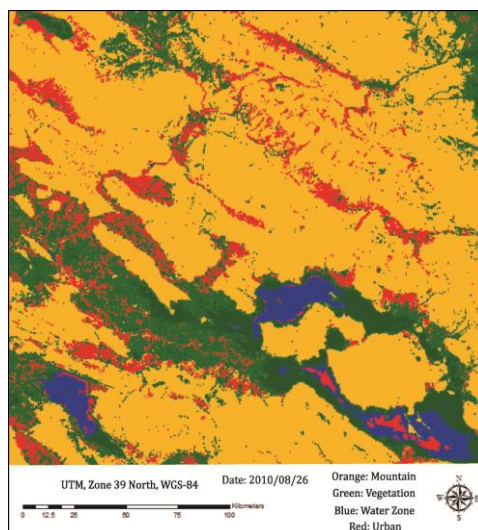 UTM, Zone 39 North, WGS-84
Date: 2010/08/26
Orange: Mountain
Green: Vegetation
Blue: Water Zone
Red: Urban
Kilometers
0 12.5 25 50 75 100
N
W E
S